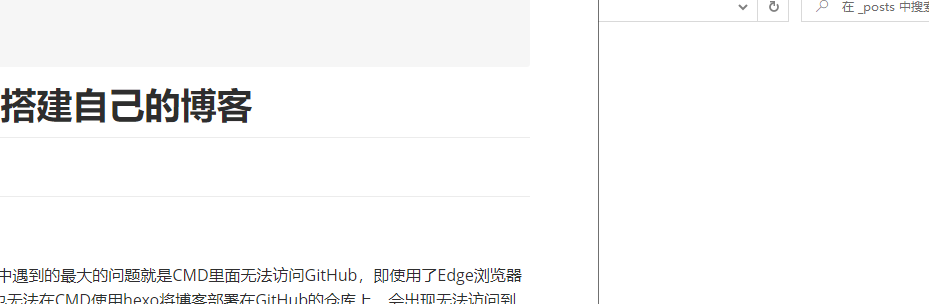 在 _posts 中搜索
搭建自己的博客
中遇到的最大的问题就是CMD里面无法访问GitHub，即使用了Edge浏览器
也无法在CMD使用hexo将博客部署在GitHub的仓库上，会出现无法访问到